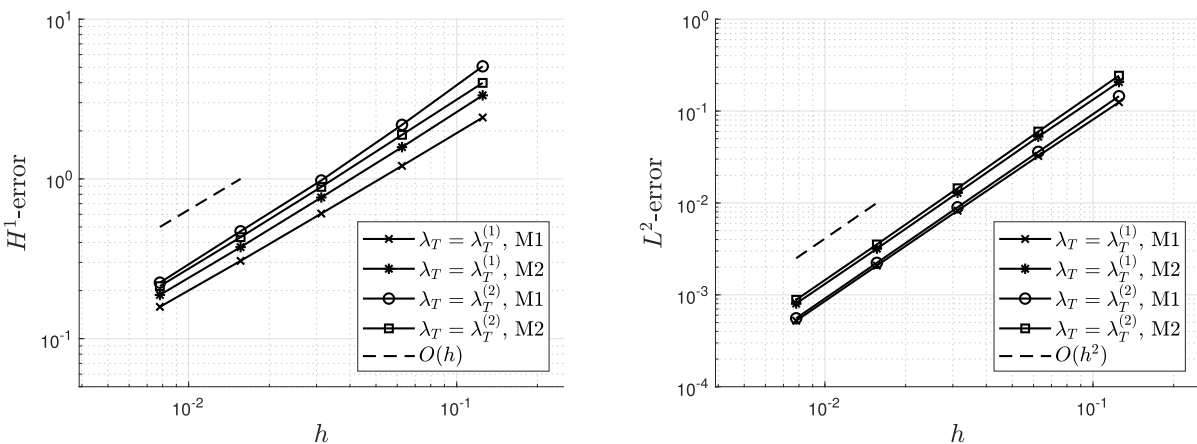 10^1
10^0
10^-1
10^-2
10^-1
H^1-error
h
λ_T = λ_T^(1), M1
λ_T = λ_T^(1), M2
λ_T = λ_T^(2), M1
λ_T = λ_T^(2), M2
O(h)
10^0
10^-1
10^-2
10^-3
10^-4
10^-2
10^-1
L^2-error
h
λ_T = λ_T^(1), M1
λ_T = λ_T^(1), M2
λ_T = λ_T^(2), M1
λ_T = λ_T^(2), M2
O(h^2)